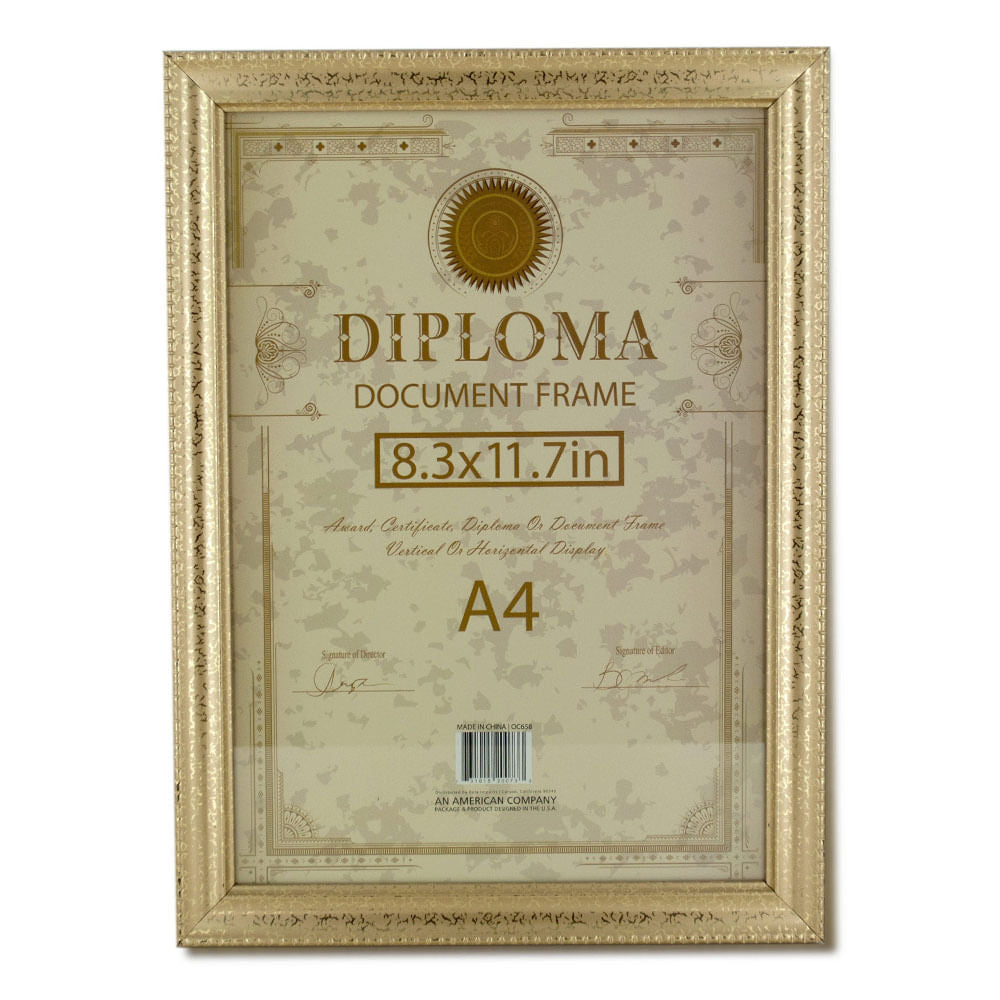 DIPLOMA
DOCUMENT FRAME
8.3x11.7in
Award, Certificate, Diploma Or Document Frame
Vertical Or Horizontal Display
A4
Signature of Director
Signature of Editor
MADE IN CHINA | OC658
AN AMERICAN COMPANY
PACKAGE & PRODUCT DESIGNED IN THE U.S.A.